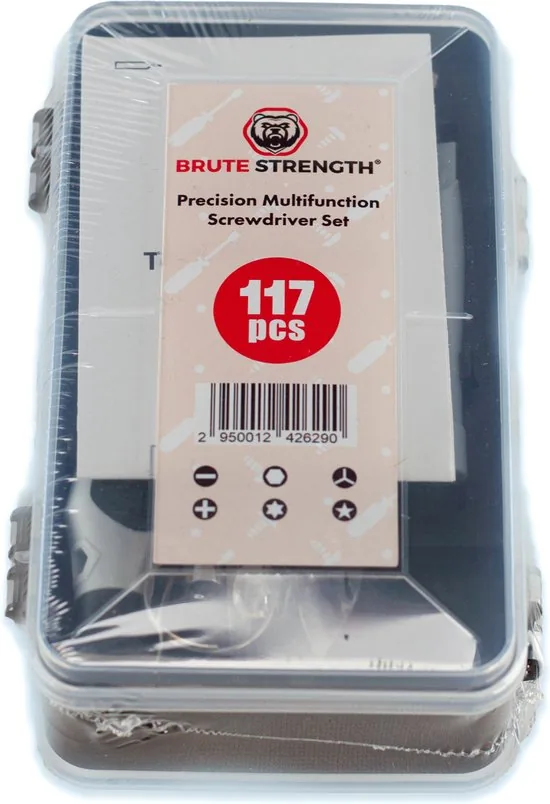 BRUTE STRENGTH®
Precision Multifunction
Screwdriver Set
117
pcs
2 950012 426290